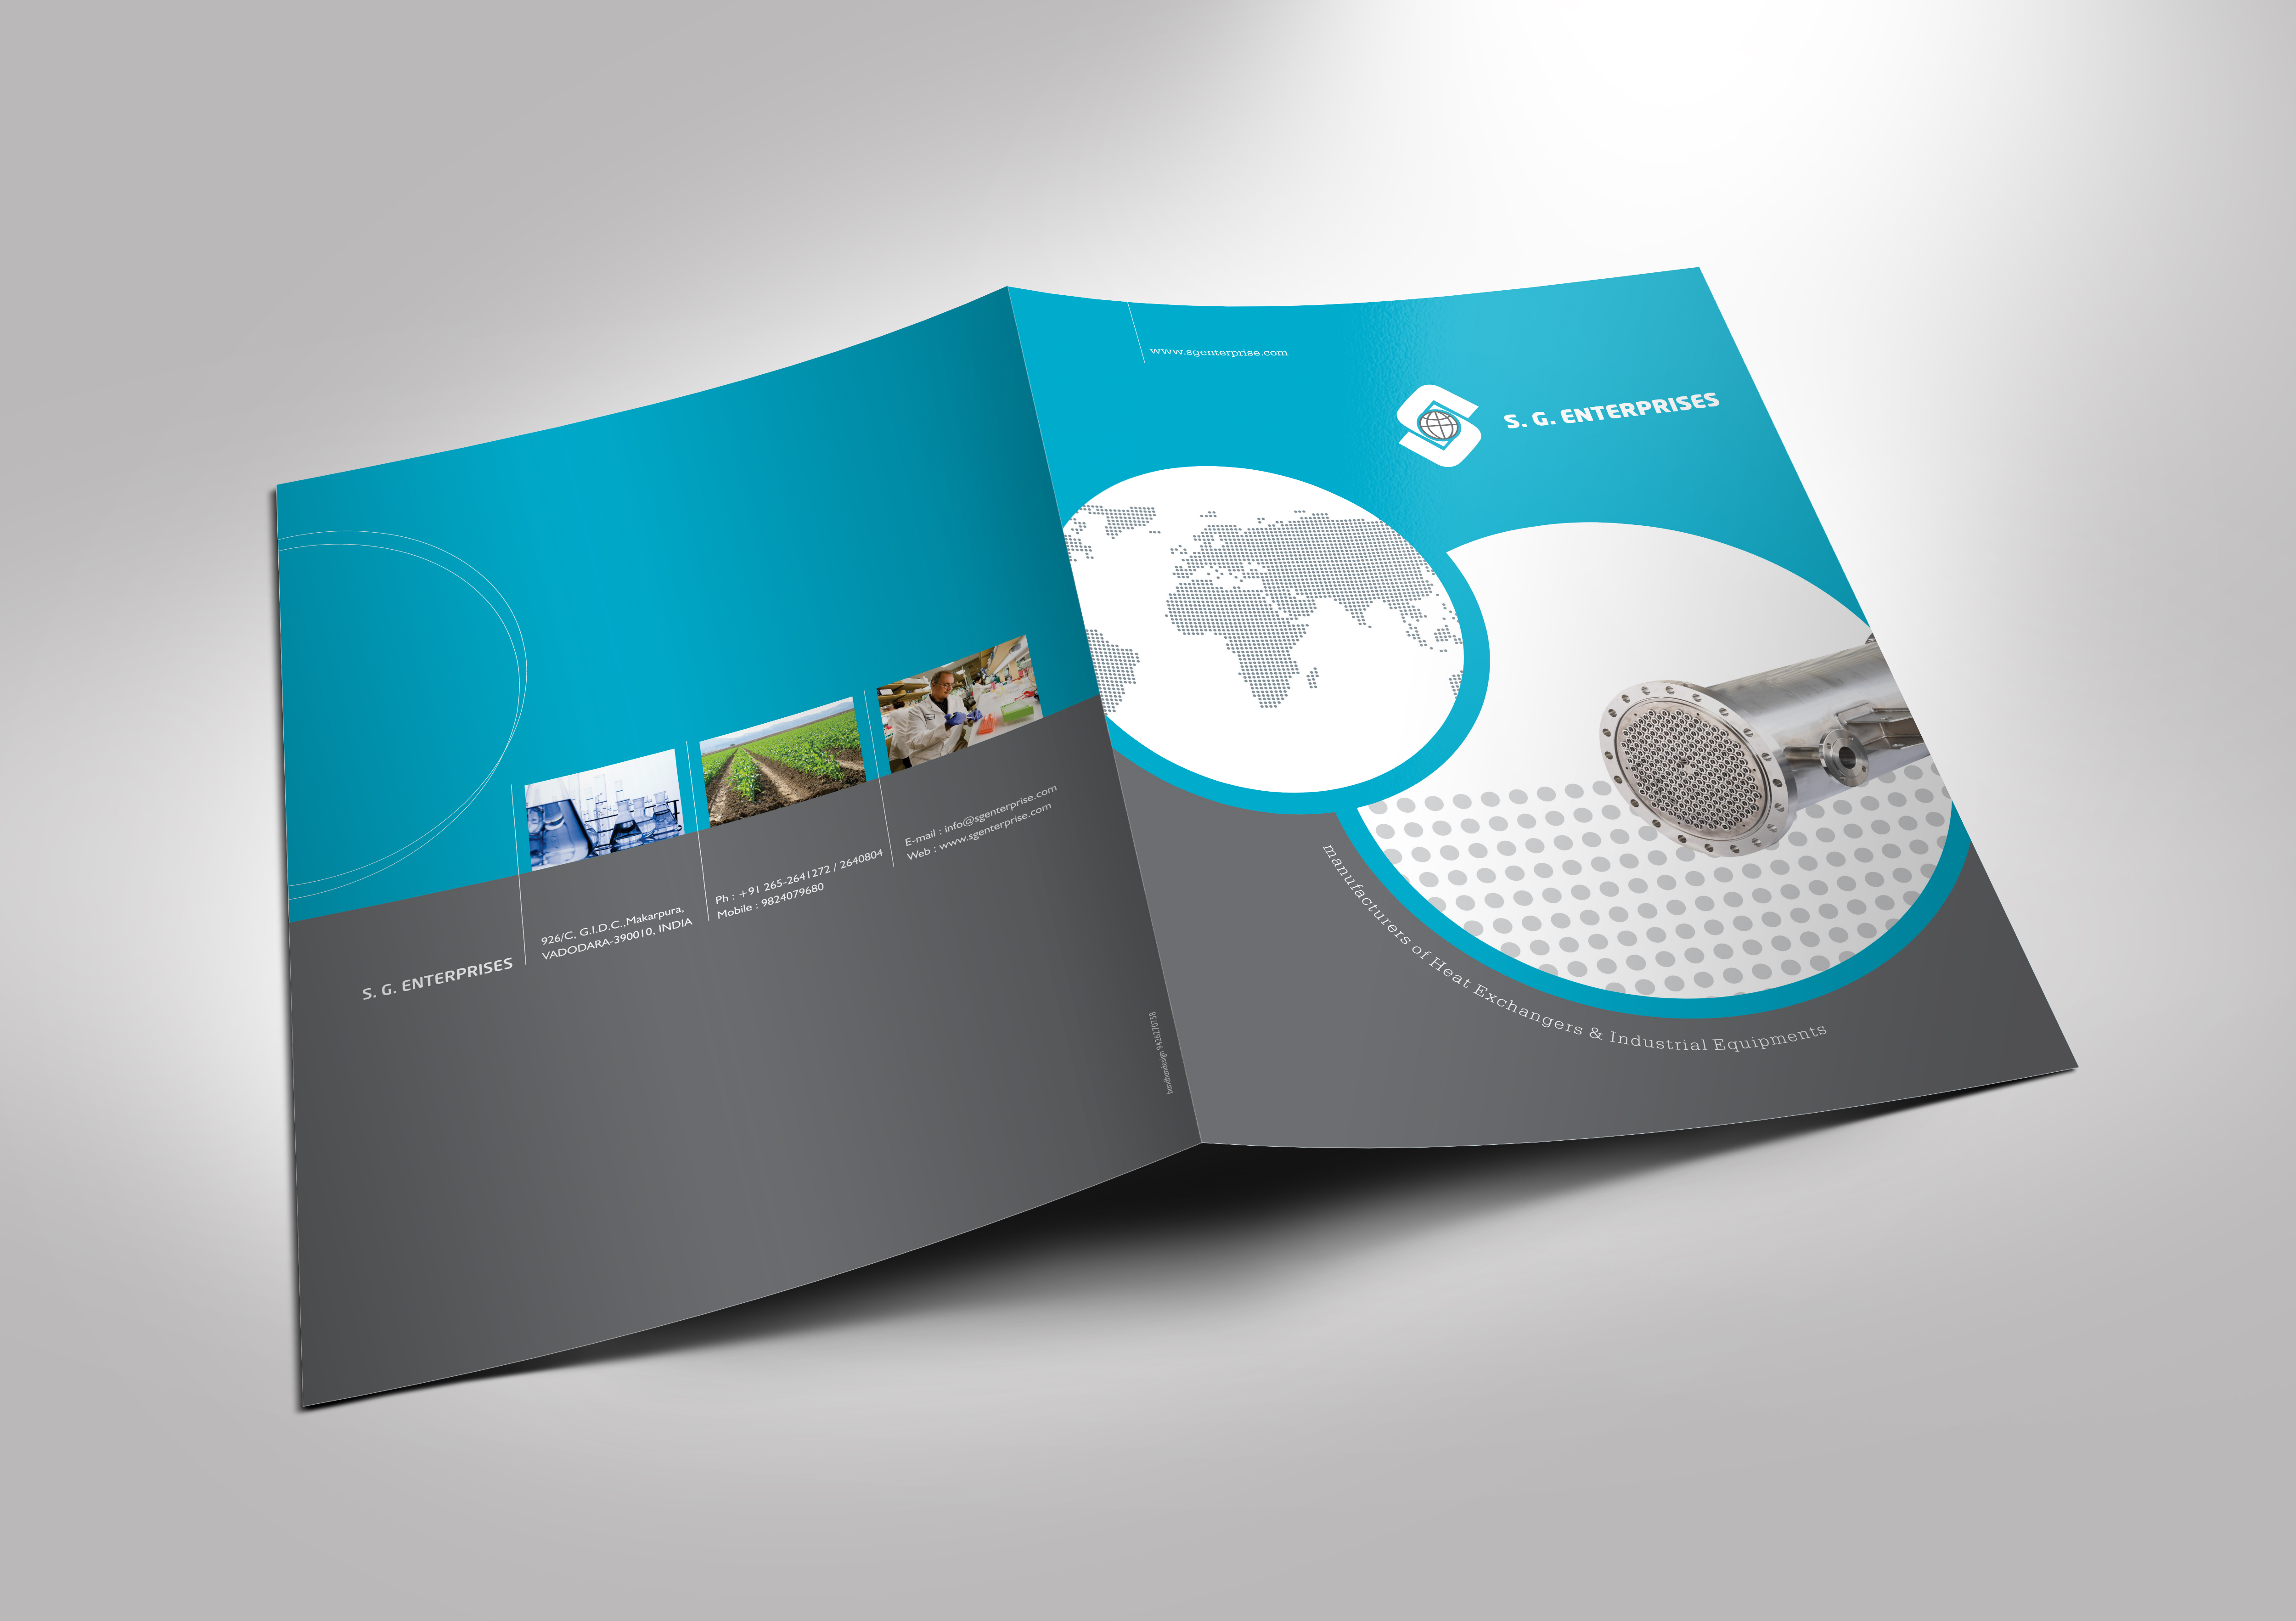 www.sgenterprise.com
S. G. ENTERPRISES
manufacturers of Heat Exchangers & Industrial Equipments
S. G. ENTERPRISES
926/C, G.I.D.C.,Makarpura,
VADODARA-390010, INDIA
Ph : +91 265-2641272 / 2640804
Mobile : 9824079680
E-mail : info@sgenterprise.com
Web : www.sgenterprise.com